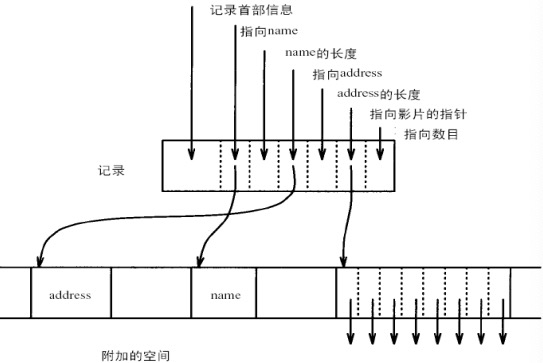 记录首部信息
指向name
name的长度
指向address
address的长度
指向影片的指针
指向数目
记录
address
name
附加的空间